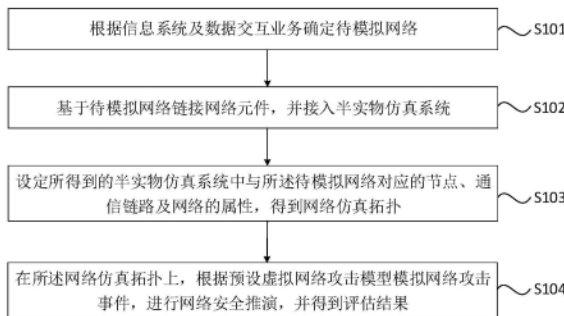 根据信息系统及数据交互业务确定待模拟网络
S101
基于待模拟网络链接网络元件，并接入半实物仿真系统
S102
设定所得到的半实物仿真系统中与所述待模拟网络对应的节点、通
信链路及网络的属性，得到网络仿真拓扑
S103
在所述网络仿真拓扑上，根据预设虚拟网络攻击模型模拟网络攻击
事件，进行网络安全推演，并得到评估结果
S104